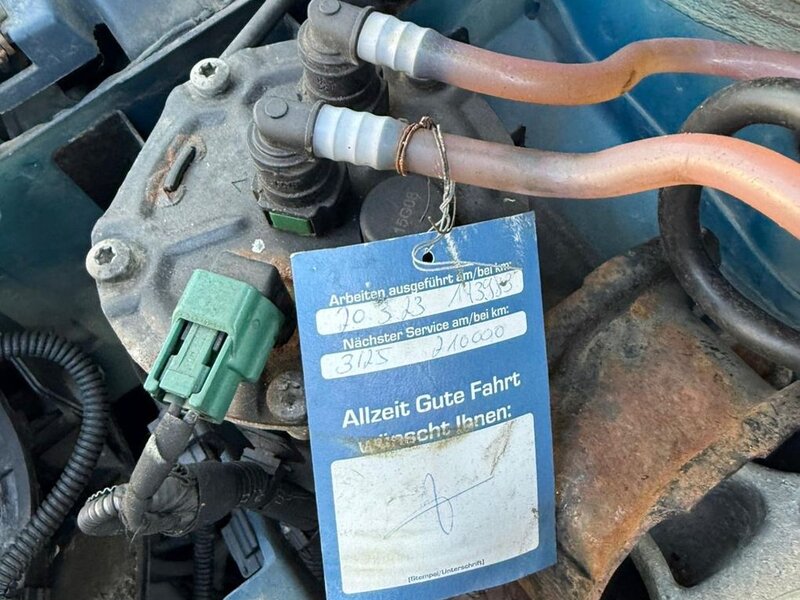 15G08
Arbeiten ausgeführt am/bei km:
20.3.23
Nächster Service am/bei km:
3/25 210000
Allzeit Gute Fahrt
wünscht Ihnen:
(Stempel/Unterschrift)